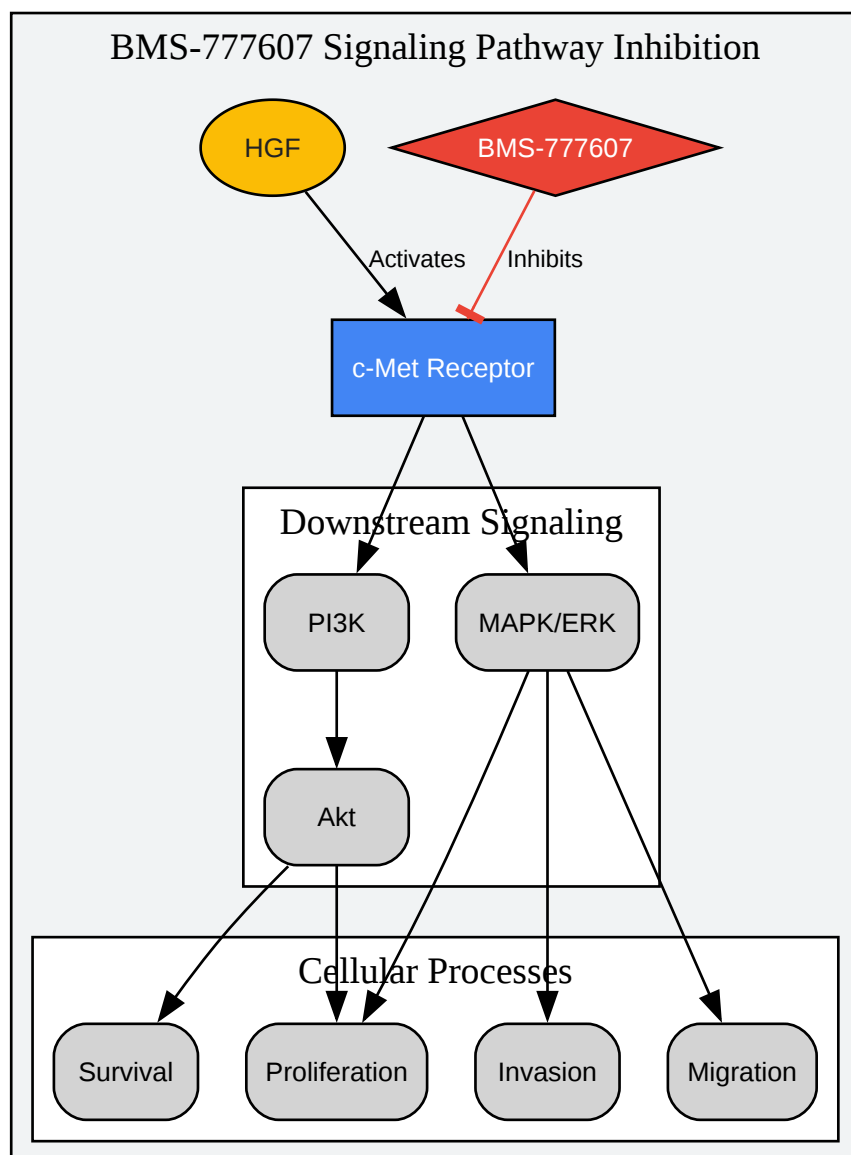 BMS-777607 Signaling Pathway Inhibition
HGF
BMS-777607
Activates
Inhibits
c-Met Receptor
Downstream Signaling
PI3K
MAPK/ERK
Akt
Cellular Processes
Survival
Proliferation
Invasion
Migration